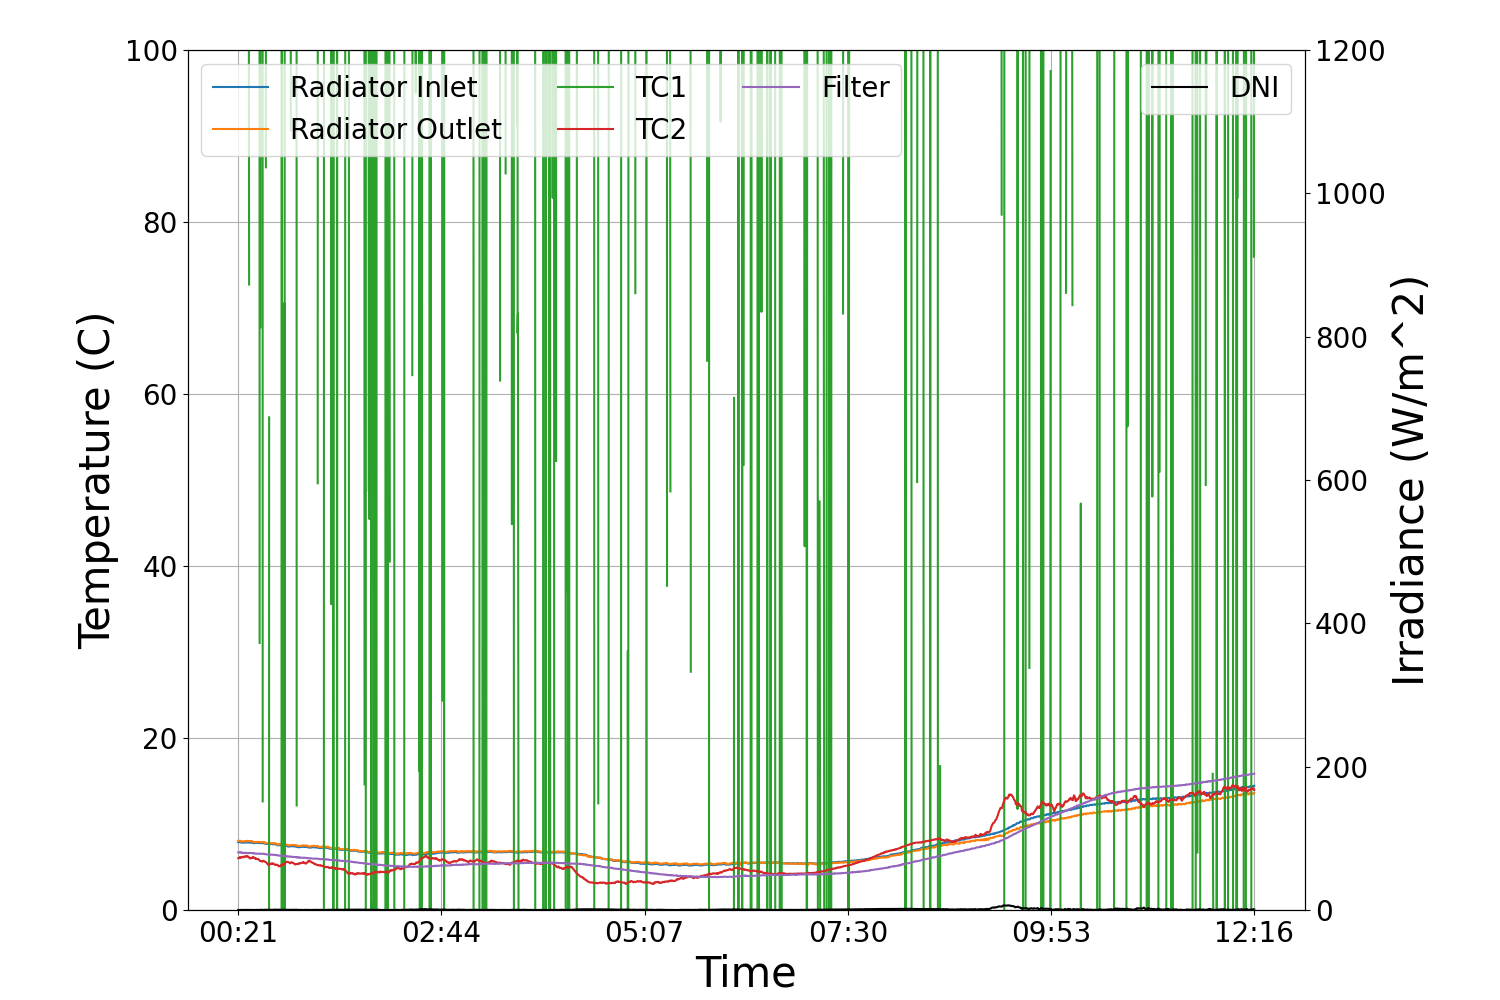 100
80
60
40
20
0
Temperature (C)
Radiator Inlet
Radiator Outlet
TC1
TC2
Filter
DNI
1200
1000
800
600
400
200
0
Irradiance (W/m^2)
00:21 02:44 05:07 07:30 09:53 12:16
Time